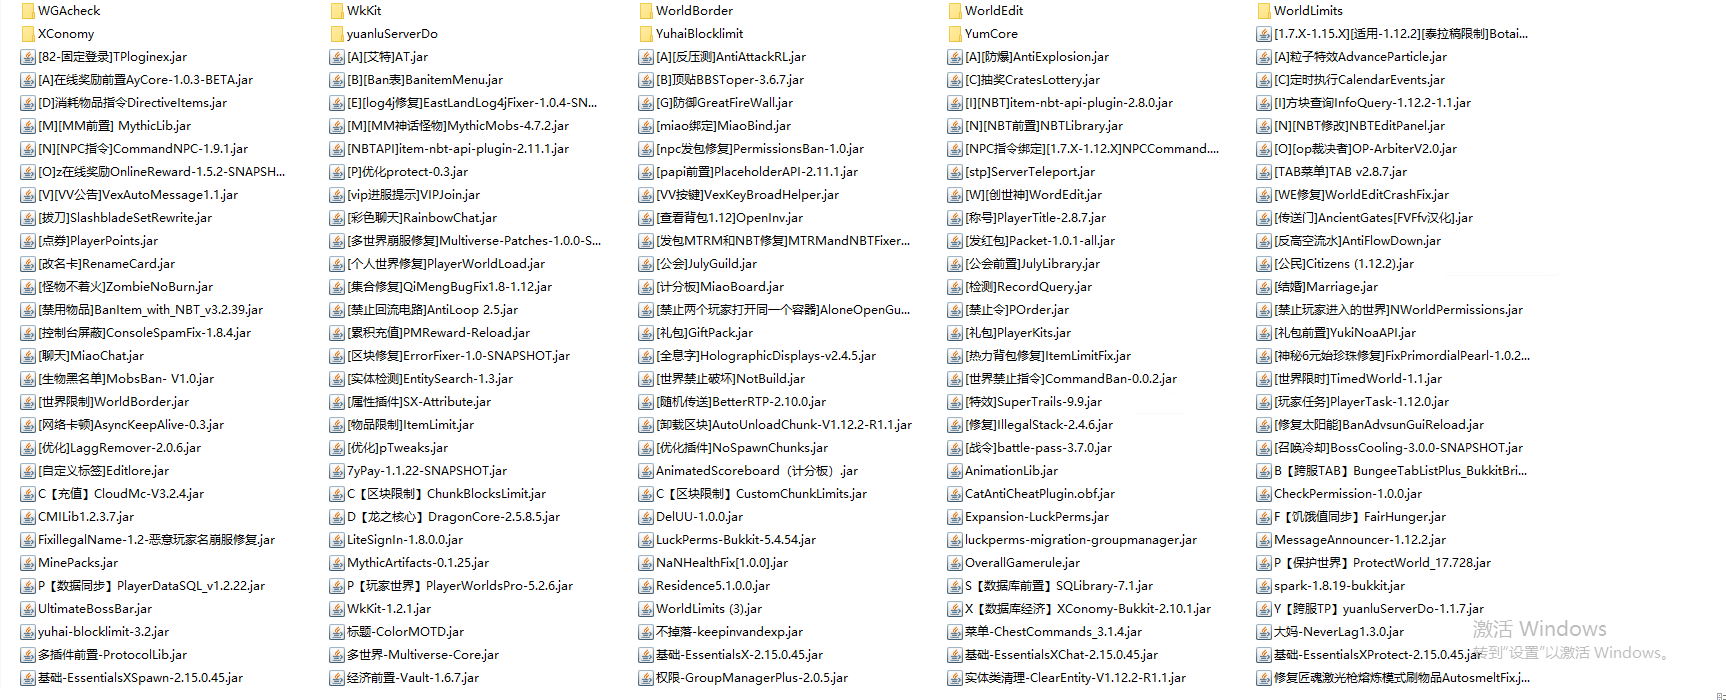 WGAcheck WkKit WorldBorder WorldEdit WorldLimits
XConomy yuanluServerDo YuhaiBlocklimit YumCore [1.7.X-1.15.X][适用-1.12.2][泰拉稿限制]Botai...
[82-固定登录]TPloginex.jar [A][艾特]AT.jar [A][反压测]AntiAttackRL.jar [A][防爆]AntiExplosion.jar [A]粒子特效AdvanceParticle.jar
[A]在线奖励前置AyCore-1.0.3-BETA.jar [B][Ban表]BanitemMenu.jar [B]顶贴BBSToper-3.6.7.jar [C]抽奖CratesLottery.jar [C]定时执行CalendarEvents.jar
[D]消耗物品指令DirectiveItems.jar [E][log4j修复]EastLandLog4jFixer-1.0.4-SN... [G]防御GreatFireWall.jar [I][NBT]item-nbt-api-plugin-2.8.0.jar [I]方块查询InfoQuery-1.12.2-1.1.jar
[M][MM前置] MythicLib.jar [M][MM神话怪物]MythicMobs-4.7.2.jar [miao绑定]MiaoBind.jar [N][NBT前置]NBTLibrary.jar [N][NBT修改]NBTEditPanel.jar
[N][NPC指令]CommandNPC-1.9.1.jar [NBTAPI]item-nbt-api-plugin-2.11.1.jar [npc发包修复]PermissionsBan-1.0.jar [NPC指令绑定][1.7.X-1.12.X]NPCCommand.... [O][op裁决者]OP-ArbiterV2.0.jar
[O]z在线奖励OnlineReward-1.5.2-SNAPSH... [P]优化protect-0.3.jar [papi前置]PlaceholderAPI-2.11.1.jar [stp]ServerTeleport.jar [TAB菜单]TAB v2.8.7.jar
[V][VV公告]VexAutoMessage1.1.jar [vip进服提示]VIPJoin.jar [VV按键]VexKeyBroadHelper.jar [W][创世神]WordEdit.jar [WE修复]WorldEditCrashFix.jar
[拔刀]SlashbladeSetRewrite.jar [彩色聊天]RainbowChat.jar [查看背包1.12]OpenInv.jar [称号]PlayerTitle-2.8.7.jar [传送门]AncientGates[FVFfv汉化].jar
[点券]PlayerPoints.jar [多世界崩服修复]Multiverse-Patches-1.0.0-S... [发包MTRM和NBT修复]MTRMandNBTFixer... [发红包]Packet-1.0.1-all.jar [反高空流水]AntiFlowDown.jar
[改名卡]RenameCard.jar [个人世界修复]PlayerWorldLoad.jar [公会]JulyGuild.jar [公会前置]JulyLibrary.jar [公民]Citizens (1.12.2).jar
[怪物不着火]ZombieNoBurn.jar [集合修复]QiMengBugFix1.8-1.12.jar [计分板]MiaoBoard.jar [检测]RecordQuery.jar [结婚]Marriage.jar
[禁用物品]BanItem_with_NBT_v3.2.39.jar [禁止回流电路]AntiLoop 2.5.jar [禁止两个玩家打开同一个容器]AloneOpenGu... [禁止令]POrder.jar [禁止玩家进入的世界]NWorldPermissions.jar
[控制台屏蔽]ConsoleSpamFix-1.8.4.jar [累积充值]PMReward-Reload.jar [礼包]GiftPack.jar [礼包]PlayerKits.jar [礼包前置]YukiNoaAPI.jar
[聊天]MiaoChat.jar [区块修复]ErrorFixer-1.0-SNAPSHOT.jar [全息字]HolographicDisplays-v2.4.5.jar [热力背包修复]ItemLimitFix.jar [神秘6元始珍珠修复]FixPrimordialPearl-1.0.2...
[生物黑名单]MobsBan- V1.0.jar [实体检测]EntitySearch-1.3.jar [世界禁止破坏]NotBuild.jar [世界禁止指令]CommandBan-0.0.2.jar [世界限时]TimedWorld-1.1.jar
[世界限制]WorldBorder.jar [属性插件]SX-Attribute.jar [随机传送]BetterRTP-2.10.0.jar [特效]SuperTrails-9.9.jar [玩家任务]PlayerTask-1.12.0.jar
[网络卡顿]AsyncKeepAlive-0.3.jar [物品限制]ItemLimit.jar [卸载区块]AutoUnloadChunk-V1.12.2-R1.1.jar [修复]IllegalStack-2.4.6.jar [修复太阳能]BanAdvsunGuiReload.jar
[优化]LaggRemover-2.0.6.jar [优化]pTweaks.jar [优化插件]NoSpawnChunks.jar [战令]battle-pass-3.7.0.jar [召唤冷却]BossCooling-3.0.0-SNAPSHOT.jar
[自定义标签]Editlore.jar 7yPay-1.1.22-SNAPSHOT.jar AnimatedScoreboard（计分板）.jar AnimationLib.jar B【跨服TAB】BungeeTabListPlus_BukkitBri...
C【充值】CloudMc-V3.2.4.jar C【区块限制】ChunkBlocksLimit.jar C【区块限制】CustomChunkLimits.jar CatAntiCheatPlugin.obf.jar CheckPermission-1.0.0.jar
CMILib1.2.3.7.jar D【龙之核心】DragonCore-2.5.8.5.jar DelUU-1.0.0.jar Expansion-LuckPerms.jar F【饥饿值同步】FairHunger.jar
FixillegalName-1.2-恶意玩家名崩服修复.jar LiteSignIn-1.8.0.0.jar LuckPerms-Bukkit-5.4.54.jar luckperms-migration-groupmanager.jar MessageAnnouncer-1.12.2.jar
MinePacks.jar MythicArtifacts-0.1.25.jar NaNHealthFix[1.0.0].jar OverallGamerule.jar P【保护世界】ProtectWorld_17.728.jar
P【数据同步】PlayerDataSQL_v1.2.22.jar P【玩家世界】PlayerWorldsPro-5.2.6.jar Residence5.1.0.0.jar S【数据库前置】SQLibrary-7.1.jar spark-1.8.19-bukkit.jar
UltimateBossBar.jar WkKit-1.2.1.jar WorldLimits (3).jar X【数据库经济】XConomy-Bukkit-2.10.1.jar Y【跨服TP】yuanluServerDo-1.1.7.jar
yuhai-blocklimit-3.2.jar 标题-ColorMOTD.jar 不掉落-keepinvandexp.jar 菜单-ChestCommands_3.1.4.jar 大妈-NeverLag1.3.0.jar
激活 Windows
多插件前置-ProtocolLib.jar 多世界-Multiverse-Core.jar 基础-EssentialsX-2.15.0.45.jar 基础-EssentialsXChat-2.15.0.45.jar 基础-EssentialsXProtect-2.15.0.45.jar
转到“设置”以激活 Windows。
基础-EssentialsXSpawn-2.15.0.45.jar 经济前置-Vault-1.6.7.jar 权限-GroupManagerPlus-2.0.5.jar 实体类清理-ClearEntity-V1.12.2-R1.1.jar 修复匠魂激光枪熔炼模式刷物品AutosmeltFix.j...